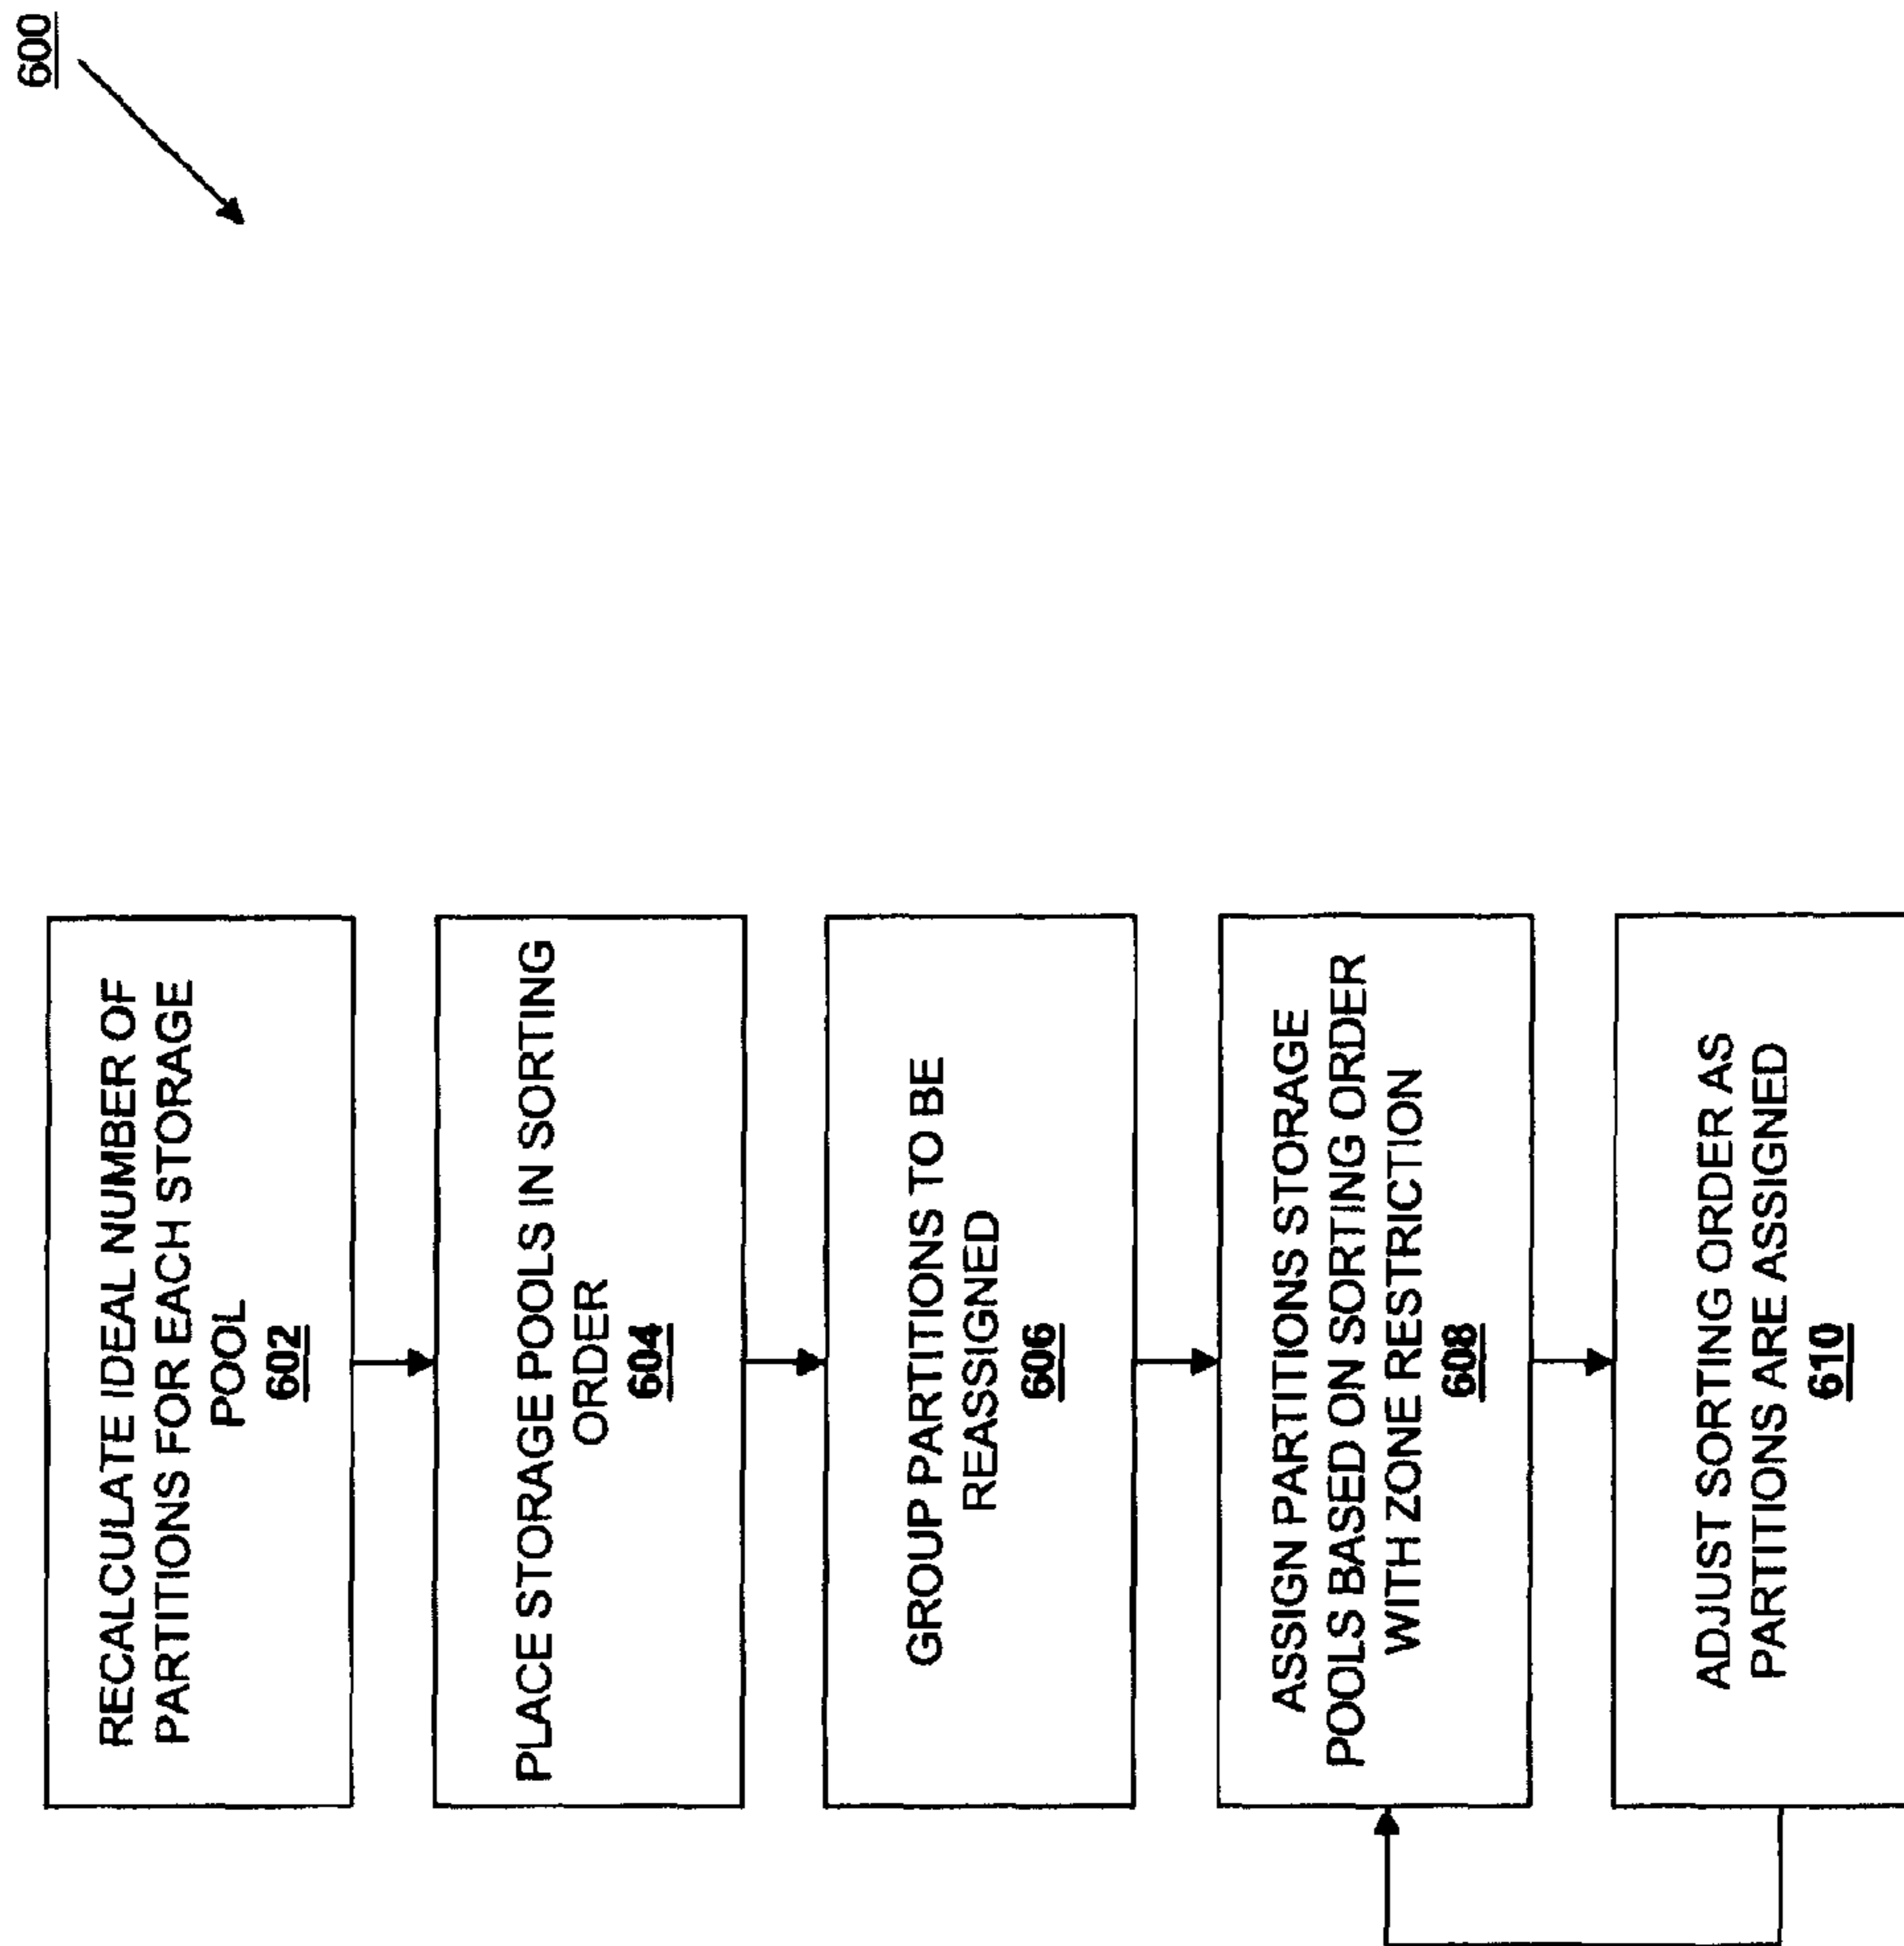 600
RECALCULATE IDEAL NUMBER OF
PARTITIONS FOR EACH STORAGE
POOL
602
PLACE STORAGE POOLS IN SORTING
ORDER
604
GROUP PARTITIONS TO BE
REASSIGNED
606
ASSIGN PARTITIONS STORAGE
POOLS BASED ON SORTING ORDER
WITH ZONE RESTRICTION
608
ADJUST SORTING ORDER AS
PARTITIONS ARE ASSIGNED
610